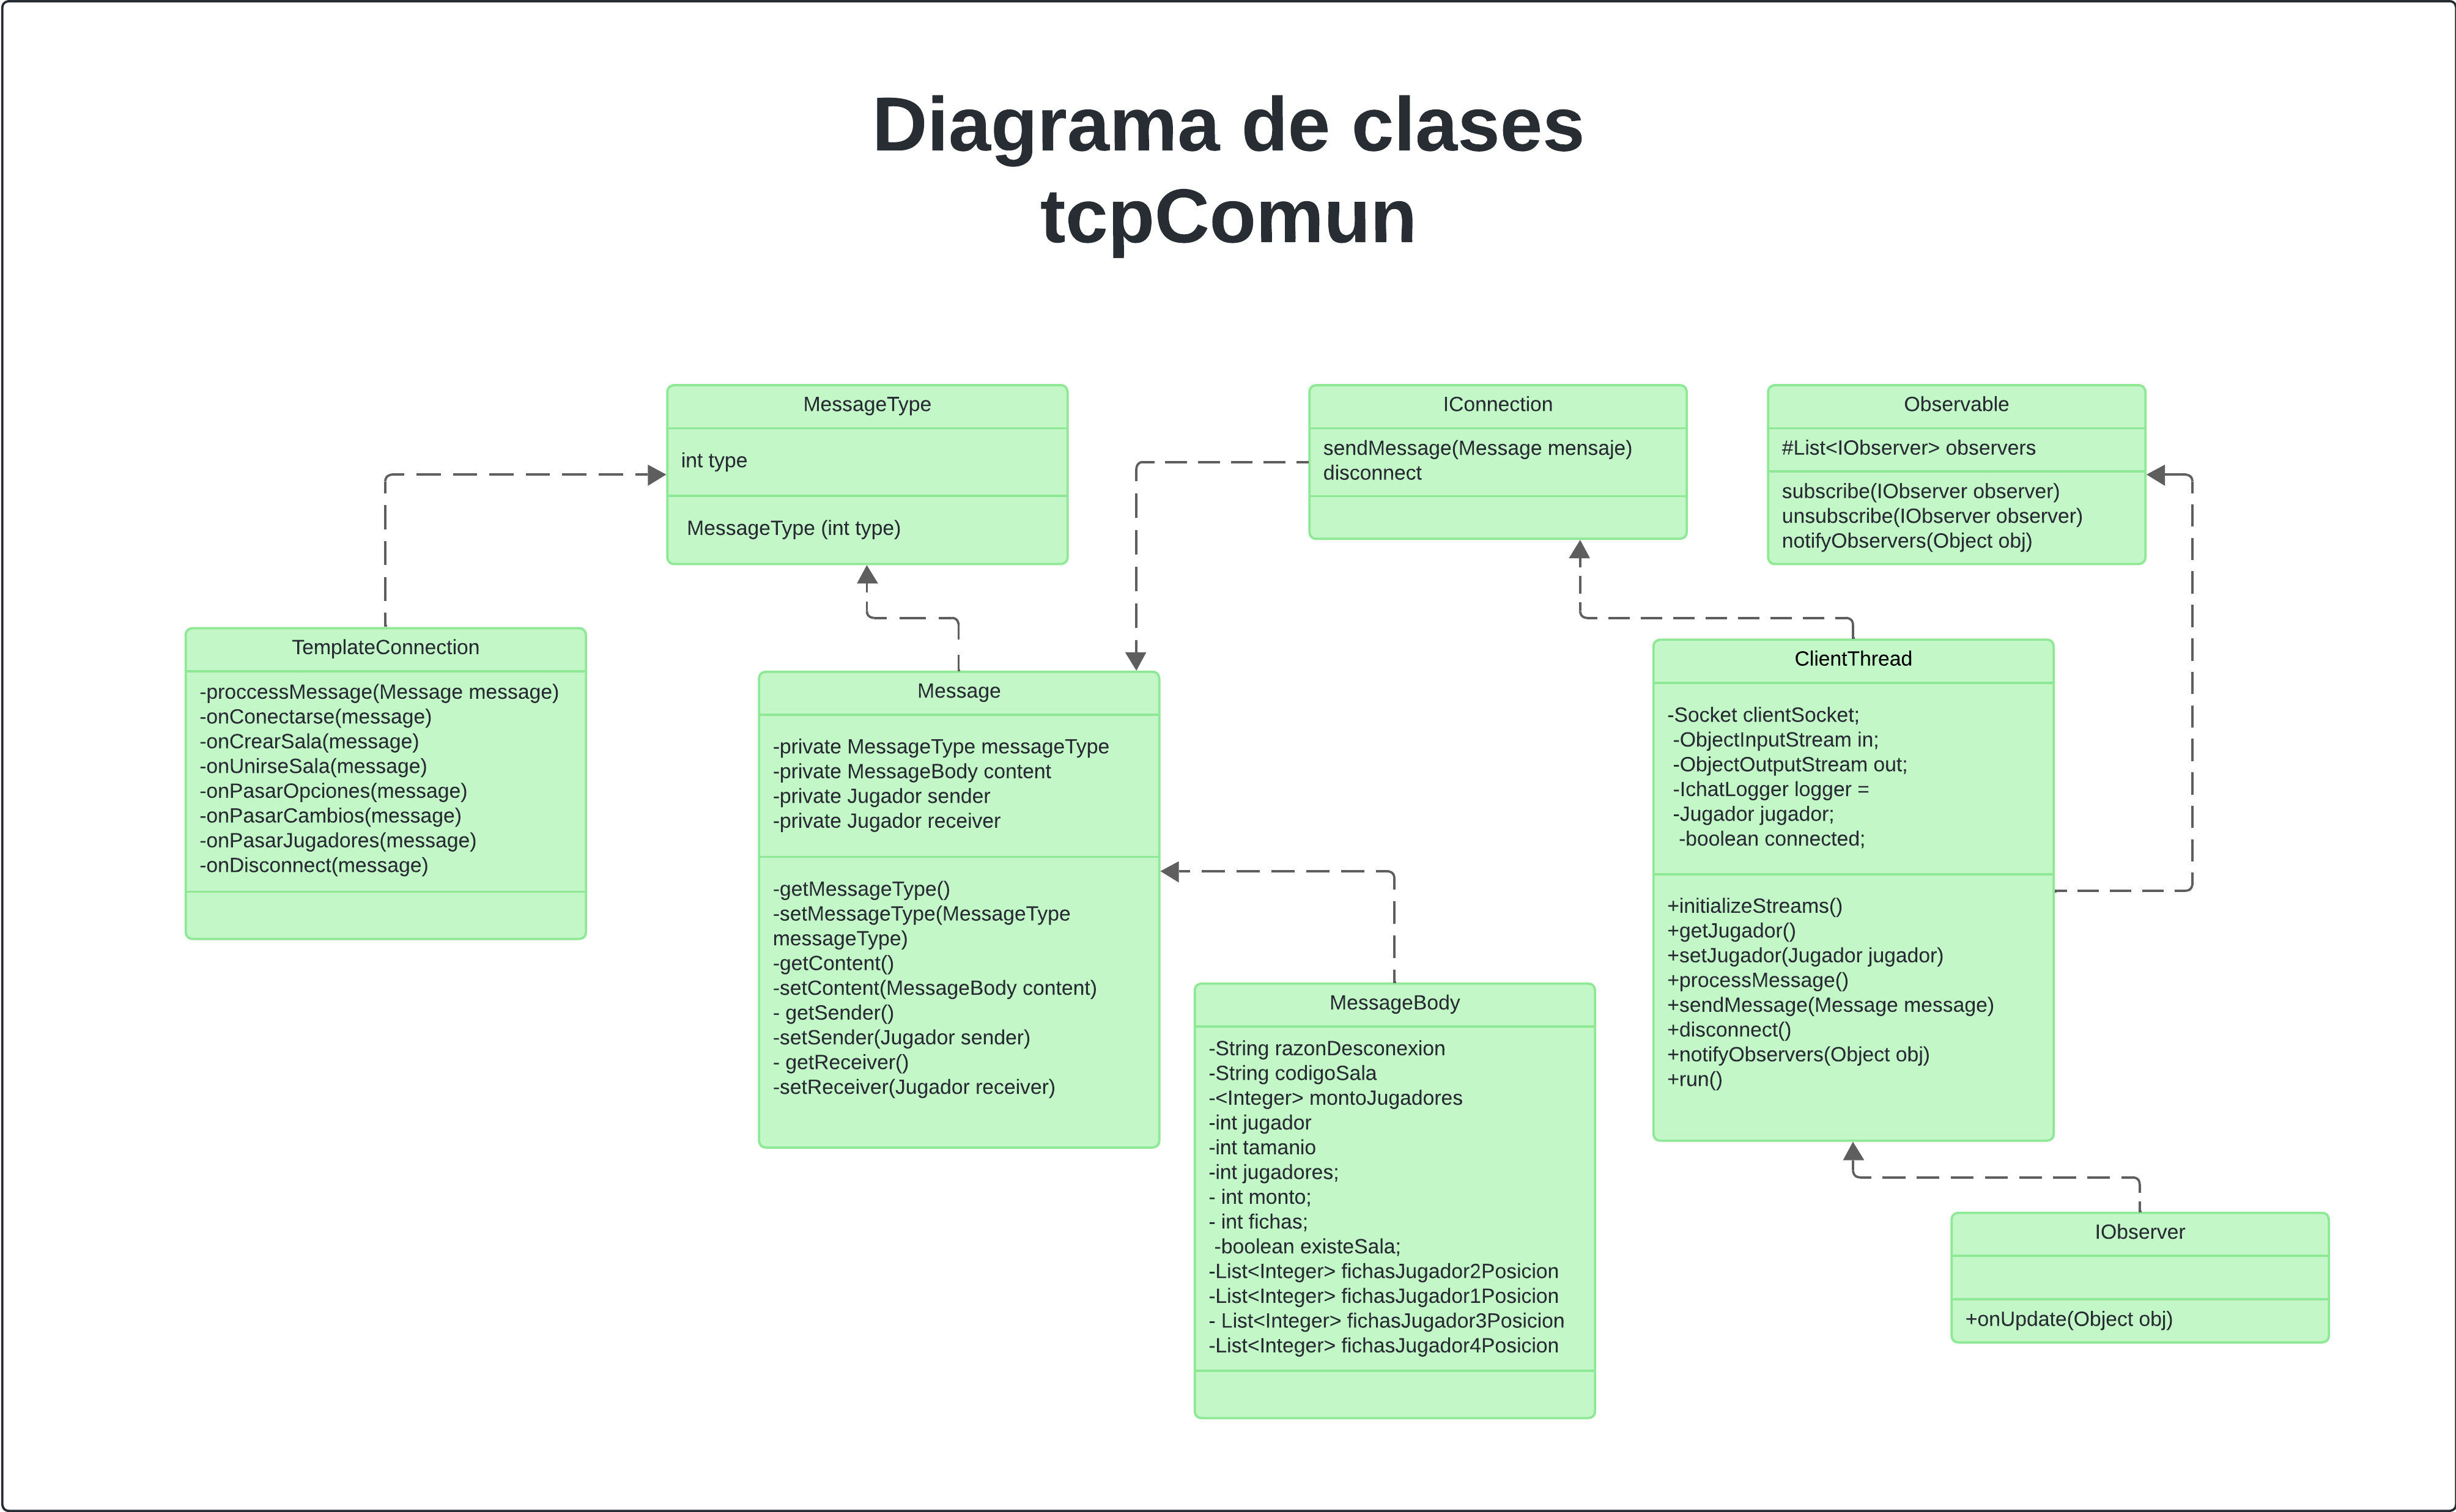 Diagrama de clases
tcpComun
MessageType
int type
MessageType (int type)
IConnection
sendMessage(Message mensaje)
disconnect
Observable
#List<IObserver> observers
subscribe(IObserver observer)
unsubscribe(IObserver observer)
notifyObservers(Object obj)
TemplateConnection
-proccessMessage(Message message)
-onConectarse(message)
-onCrearSala(message)
-onUnirseSala(message)
-onPasarOpciones(message)
-onPasarCambios(message)
-onPasarJugadores(message)
-onDisconnect(message)
Message
-private MessageType messageType
-private MessageBody content
-private Jugador sender
-private Jugador receiver
-getMessageType()
-setMessageType(MessageType
messageType)
-getContent()
-setContent(MessageBody content)
- getSender()
-setSender(Jugador sender)
- getReceiver()
-setReceiver(Jugador receiver)
ClientThread
-Socket clientSocket;
-ObjectInputStream in;
-ObjectOutputStream out;
-IchatLogger logger =
-Jugador jugador;
-boolean connected;
+initializeStreams()
+getJugador()
+setJugador(Jugador jugador)
+processMessage()
+sendMessage(Message message)
+disconnect()
+notifyObservers(Object obj)
+run()
MessageBody
-String razonDesconexion
-String codigoSala
-<Integer> montoJugadores
-int jugador
-int tamanio
-int jugadores;
- int monto;
- int fichas;
-boolean existeSala;
-List<Integer> fichasJugador2Posicion
-List<Integer> fichasJugador1Posicion
- List<Integer> fichasJugador3Posicion
-List<Integer> fichasJugador4Posicion
IObserver
+onUpdate(Object obj)